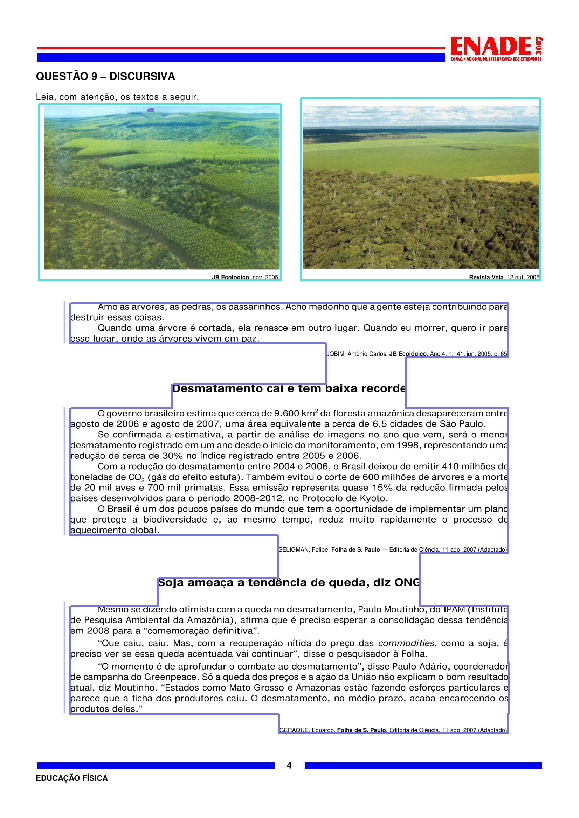 ENADE 2007
EXAME NACIONAL DE DESEMPENHO DOS ESTUDANTES
QUESTÃO 9 – DISCURSIVA
Leia, com atenção, os textos a seguir.
JB Ecológico, nov. 2005
Revista Veja, 12 out. 2005
Amo as árvores, as pedras, os passarinhos. Acho medonho que a gente esteja contribuindo para
destruir essas coisas.
Quando uma árvore é cortada, ela renasce em outro lugar. Quando eu morrer, quero ir para
esse lugar, onde as árvores vivem em paz.
JOBIM, Antônio Carlos. JB Ecológico, Ano 4, n.º 41, jun. 2005, p. 65.
Desmatamento cai e tem baixa recorde
O governo brasileiro estima que cerca de 9.600 km² da floresta amazônica desapareceram entre
agosto de 2006 e agosto de 2007, uma área equivalente a cerca de 6,5 cidades de São Paulo.
Se confirmada a estimativa, a partir de análise de imagens no ano que vem, será o menor
desmatamento registrado em um ano desde o início do monitoramento, em 1998, representando uma
redução de cerca de 30% no índice registrado entre 2005 e 2006.
Com a redução do desmatamento entre 2004 e 2006, o Brasil deixou de emitir 410 milhões de
toneladas de CO₂ (gás do efeito estufa). Também evitou o corte de 600 milhões de árvores e a morte
de 20 mil aves e 700 mil primatas. Essa emissão representa quase 15% da redução firmada pelos
países desenvolvidos para o período 2008-2012, no Protocolo de Kyoto.
O Brasil é um dos poucos países do mundo que tem a oportunidade de implementar um plano
que protege a biodiversidade e, ao mesmo tempo, reduz muito rapidamente o processo de
aquecimento global.
SELIGMAN, Felipe. Folha de S. Paulo — Editoria de Ciência, 11 ago. 2007 (Adaptado).
Soja ameaça a tendência de queda, diz ONG
Mesmo se dizendo otimista com a queda no desmatamento, Paulo Moutinho, do IPAM (Instituto
de Pesquisa Ambiental da Amazônia), afirma que é preciso esperar a consolidação dessa tendência
em 2008 para a “comemoração definitiva”.
“Que caiu, caiu. Mas, com a recuperação nítida do preço das commodities, como a soja, é
preciso ver se essa queda acentuada vai continuar”, disse o pesquisador à Folha.
“O momento é de aprofundar o combate ao desmatamento”, disse Paulo Adário, coordenador
de campanha do Greenpeace. Só a queda dos preços e a ação da União não explicam o bom resultado
atual, diz Moutinho. “Estados como Mato Grosso e Amazonas estão fazendo esforços particulares e
parece que a ficha dos produtores caiu. O desmatamento, no médio prazo, acaba encarecendo os
produtos deles.”
GERAQUE, Eduardo. Folha de S. Paulo. Editoria de Ciência, 11 ago. 2007 (Adaptado)
4
EDUCAÇÃO FÍSICA